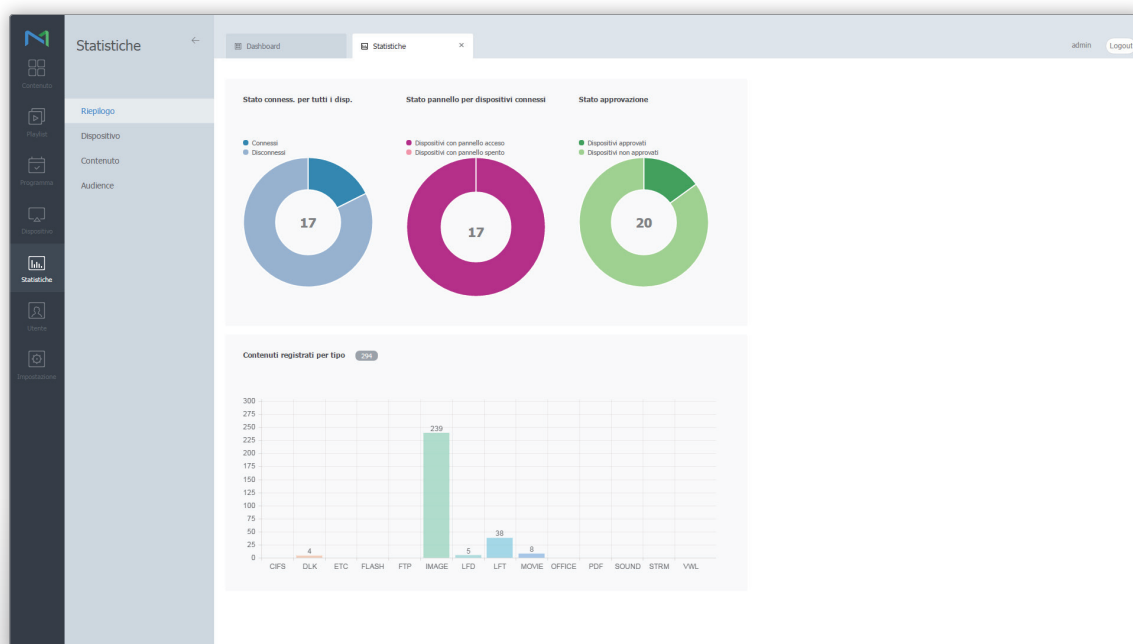 Statistiche
←
Dashboard
Statistiche
×
admin
Logout
Contenuto
Playlist
Programma
Dispositivo
Statistiche
Utente
Impostazione
Riepilogo
Dispositivo
Contenuto
Audience
Stato conness. per tutti i disp.
Connessi
Disconnessi
17
Stato pannello per dispositivi connessi
Dispositivi con pannello acceso
Dispositivi con pannello spento
17
Stato approvazione
Dispositivi approvati
Dispositivi non approvati
20
Contenuti registrati per tipo 294
300
275
250
225
200
175
150
125
100
75
50
25
0
4
239
5
38
8
CIFS DLK ETC FLASH FTP IMAGE LFD LFT MOVIE OFFICE PDF SOUND STRM VWL